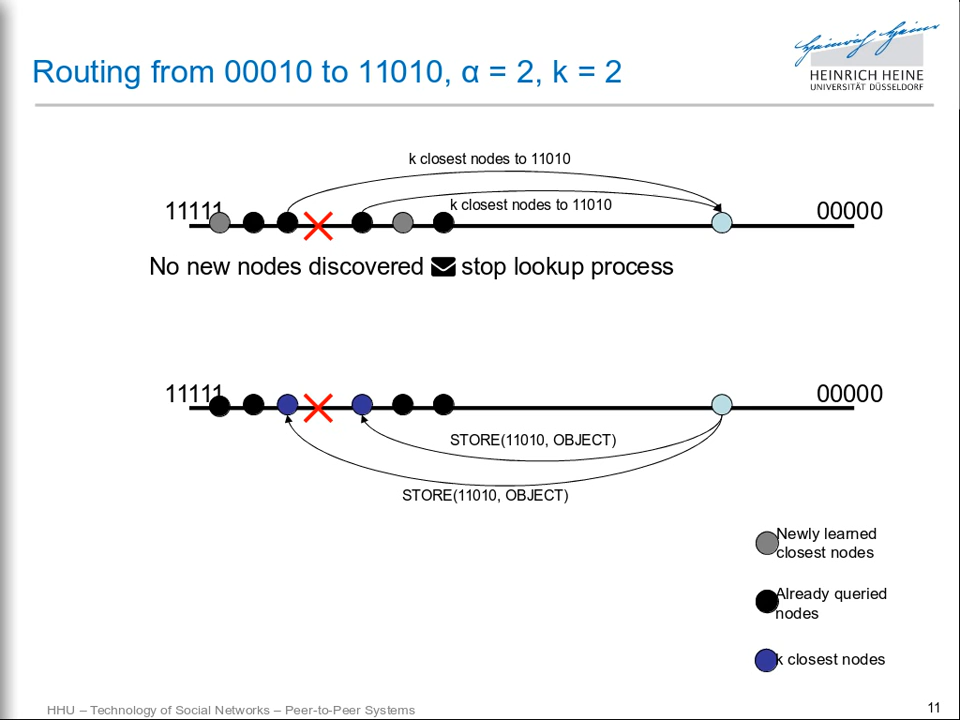 Routing from 00010 to 11010, α = 2, k = 2
Heinrich Heine
HEINRICH HEINE
UNIVERSITÄT DÜSSELDORF
k closest nodes to 11010
11111
k closest nodes to 11010
00000
No new nodes discovered stop lookup process
11111
00000
STORE(11010, OBJECT)
STORE(11010, OBJECT)
Newly learned
closest nodes
Already queried
nodes
k closest nodes
HHU – Technology of Social Networks – Peer-to-Peer Systems
11